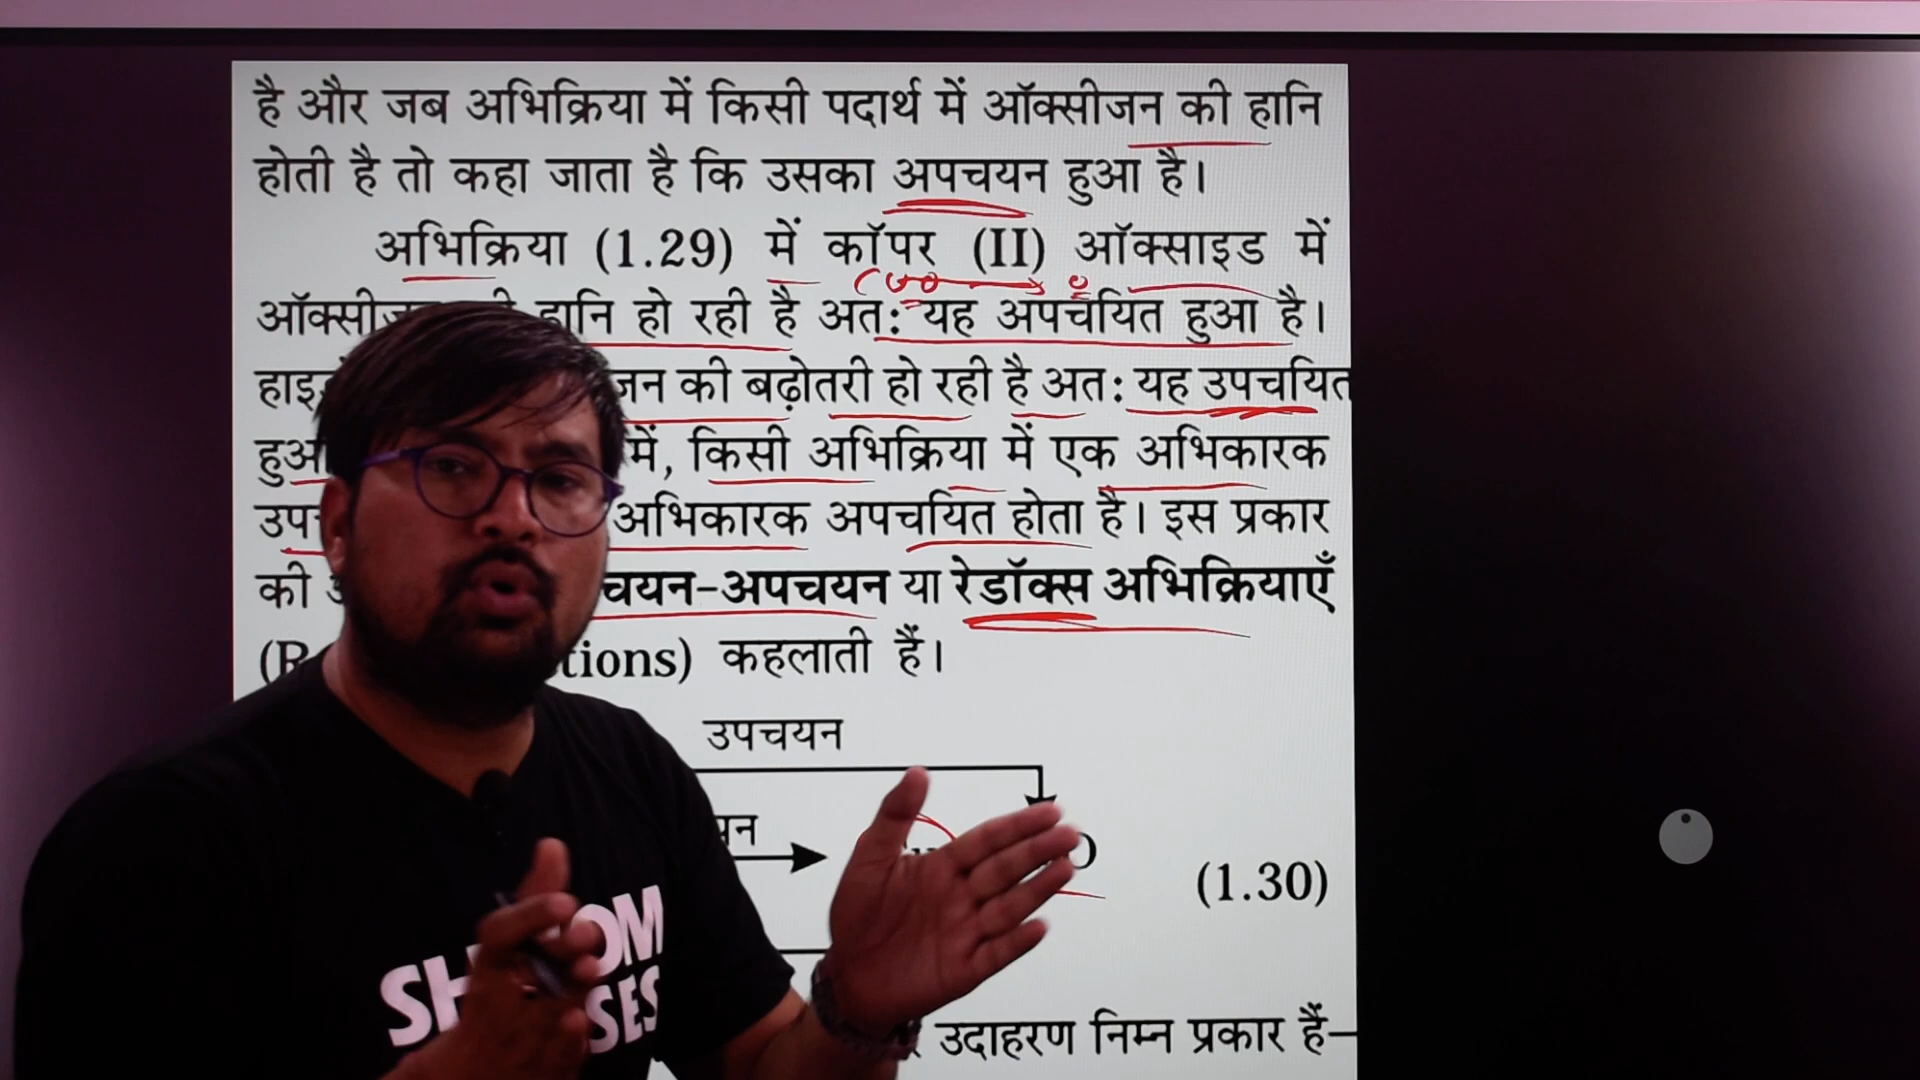 है और जब अभिक्रिया में किसी पदार्थ में ऑक्सीजन की हानि
होती है तो कहा जाता है कि उसका अपचयन हुआ है।
अभिक्रिया (1.29) में कॉपर (II) ऑक्साइड में
हानि हो रही है अत: यह अपचयित हुआ है।
की बढ़ोतरी हो रही है अत: यह उपचयित
में, किसी अभिक्रिया में एक अभिकारक
अभिकारक अपचयित होता है। इस प्रकार
की चयन-अपचयन या रेडॉक्स अभिक्रियाएँ
tions) कहलाती हैं।
उपचयन
(1.30)
उदाहरण निम्न प्रकार हैं—